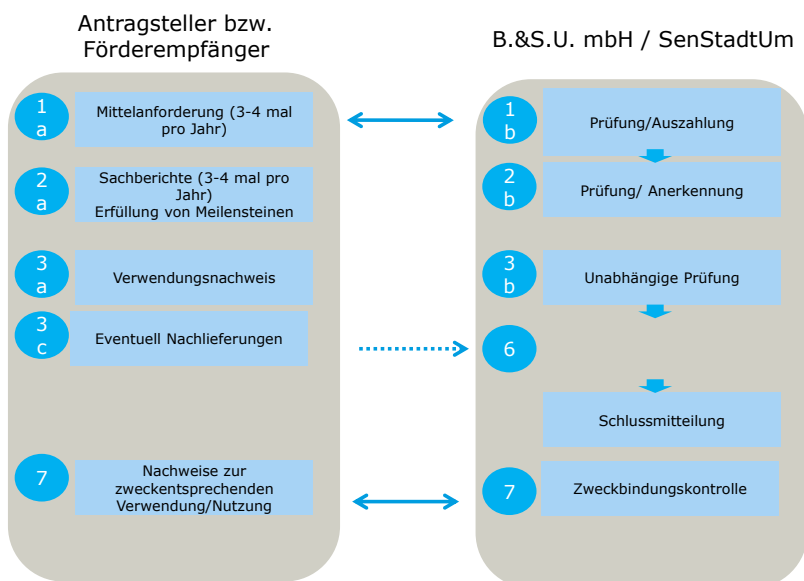 Antragsteller bzw.
Förderempfänger
1
a
Mittelanforderung (3-4 mal
pro Jahr)
2
a
Sachberichte (3-4 mal pro
Jahr)
Erfüllung von Meilensteinen
3
a
Verwendungsnachweis
3
c
Eventuell Nachlieferungen
7
Nachweise zur
zweckentsprechenden
Verwendung/Nutzung
B.&S.U. mbH / SenStadtUm
1
b
Prüfung/Auszahlung
2
b
Prüfung/ Anerkennung
3
b
Unabhängige Prüfung
6
Schlussmitteilung
7
Zweckbindungskontrolle